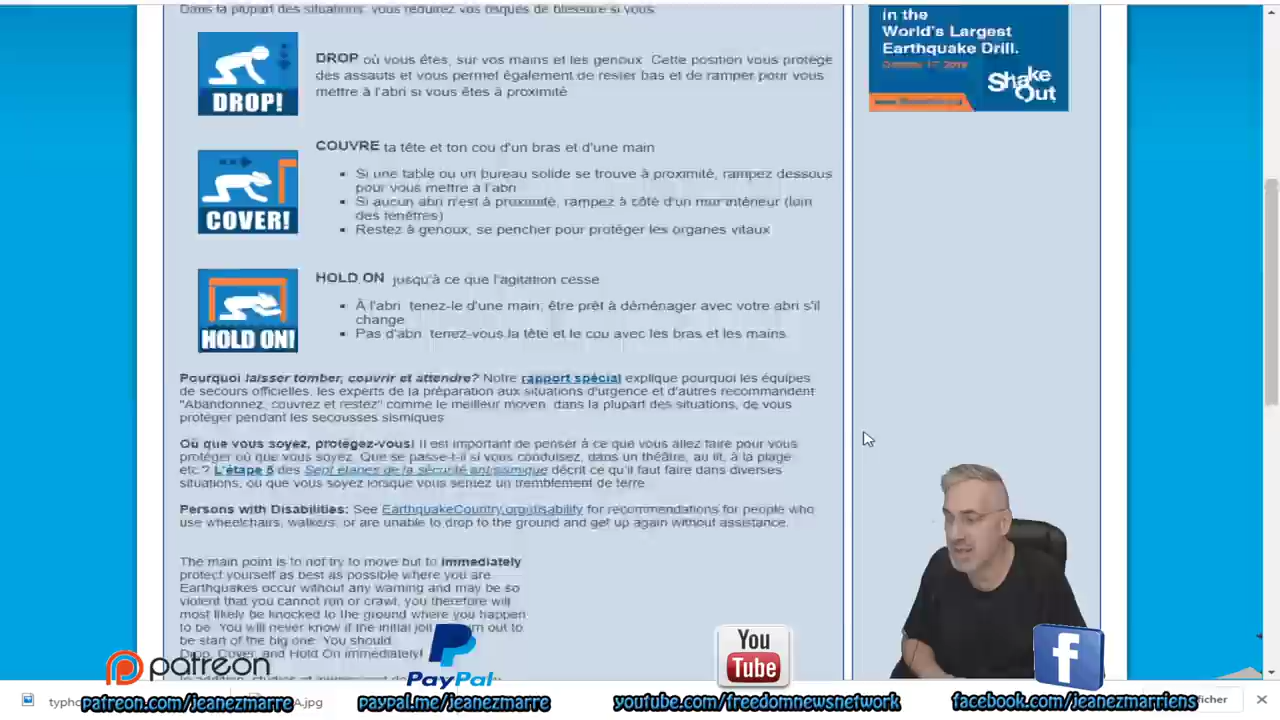 Dans la plupart des situations, vous réduirez vos risques de blessure si vous:
in the
World's Largest
Earthquake Drill.
Shake
Out
DROP!
DROP où vous êtes, sur vos mains et les genoux. Cette position vous protège
des assauts et vous permet également de rester bas et de ramper pour vous
mettre à l'abri si vous êtes à proximité
COUVRE ta tête et ton cou d'un bras et d'une main
COVER!
Si une table ou un bureau solide se trouve à proximité, rampez dessous
pour vous mettre à l'abri
Si aucun abri n'est à proximité, rampez à côté d'un mur intérieur (loin
des fenêtres)
Restez à genoux; se pencher pour protéger les organes vitaux
HOLD ON jusqu'à ce que l'agitation cesse
HOLD ON!
À l'abri: tenez-le d'une main; être prêt à déménager avec votre abri s'il
change
Pas d'abri: tenez-vous la tête et le cou avec les bras et les mains.
Pourquoi laisser tomber, couvrir et attendre? Notre rapport spécial explique pourquoi les équipes
de secours officielles, les experts de la préparation aux situations d'urgence et d'autres recommandent
"Abandonnez, couvrez et restez" comme le meilleur moyen, dans la plupart des situations, de vous
protéger pendant les secousses sismiques
Où que vous soyez, protégez-vous! Il est important de penser à ce que vous allez faire pour vous
protéger où que vous soyez. Que se passe-t-il si vous conduisez, dans un théâtre, au lit, à la plage
etc.? L'étape 5 des Sept étapes de la sécurité antisismique décrit ce qu'il faut faire dans diverses
situations, où que vous soyez lorsque vous sentez un tremblement de terre.
Persons with Disabilities: See EarthquakeCountry.org/disability for recommendations for people who
use wheelchairs, walkers, or are unable to drop to the ground and get up again without assistance.
The main point is to not try to move but to immediately
protect yourself as best as possible where you are.
Earthquakes occur without any warning and may be so
violent that you cannot run or crawl; you therefore will
most likely be knocked to the ground where you happen
to be. You will never know if the initial jolt out to
be start of the big one. You should
Drop, Cover, and Hold On immediately!
patreon
PayPal
You
Tube
f
typho
A.jpg
patreon.com/jeanezmarre
paypal.me/jeanezmarre
youtube.com/freedomnewsnetwork
facebook.com/jeanezmarriens
ficher